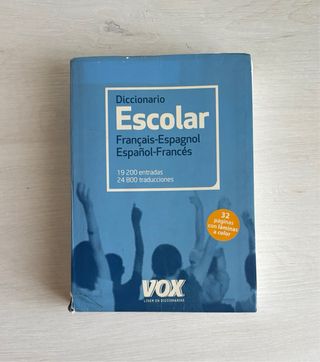 Diccionario
Escolar
Français-Espagnol
Español-Francés
19 200 entradas
24 800 traducciones
32
páginas
con láminas
a color
VOX
LÍDER EN DICCIONARIOS